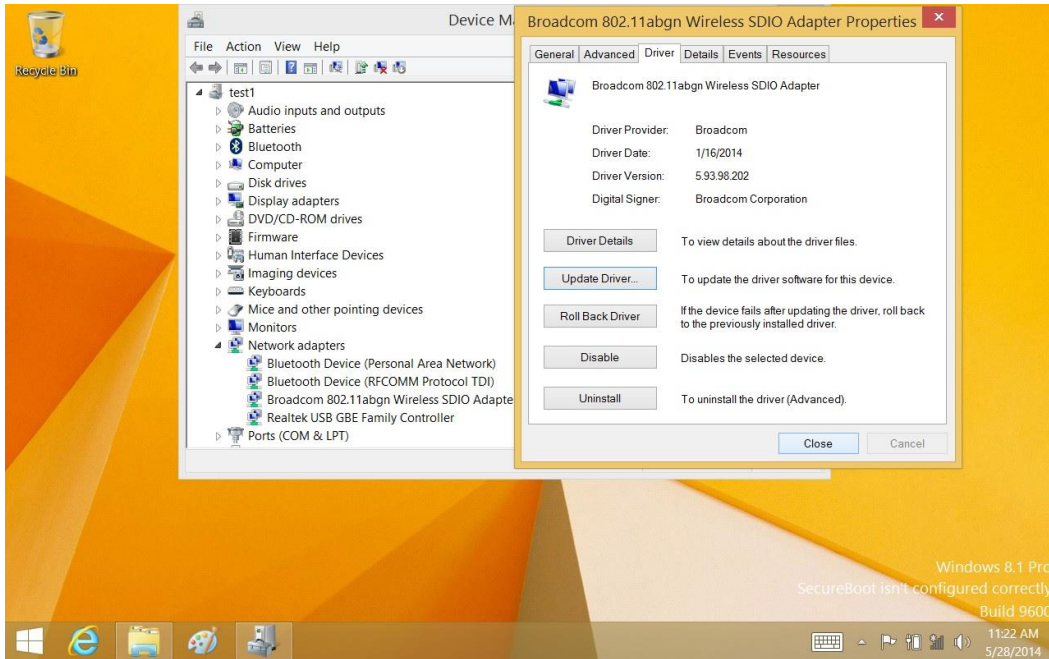 Recycle Bin
Device Ma
File Action View Help
test1
Audio inputs and outputs
Batteries
Bluetooth
Computer
Disk drives
Display adapters
DVD/CD-ROM drives
Firmware
Human Interface Devices
Imaging devices
Keyboards
Mice and other pointing devices
Monitors
Network adapters
Bluetooth Device (Personal Area Network)
Bluetooth Device (RFCOMM Protocol TDI)
Broadcom 802.11abgn Wireless SDIO Adapte
Realtek USB GBE Family Controller
Ports (COM & LPT)
Broadcom 802.11abgn Wireless SDIO Adapter Properties
General Advanced Driver Details Events Resources
Broadcom 802.11abgn Wireless SDIO Adapter
Driver Provider: Broadcom
Driver Date: 1/16/2014
Driver Version: 5.93.98.202
Digital Signer: Broadcom Corporation
Driver Details To view details about the driver files.
Update Driver... To update the driver software for this device.
Roll Back Driver If the device fails after updating the driver, roll back
to the previously installed driver.
Disable Disables the selected device.
Uninstall To uninstall the driver (Advanced).
Close Cancel
Windows 8.1 Pro
SecureBoot isn't configured correctly
Build 9600
11:22 AM
5/28/2014